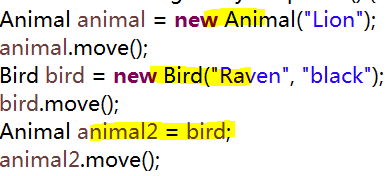 Animal animal = new Animal("Lion");
animal.move();
Bird bird = new Bird("Raven", "black");
bird.move();
Animal animal2 = bird;
animal2.move();